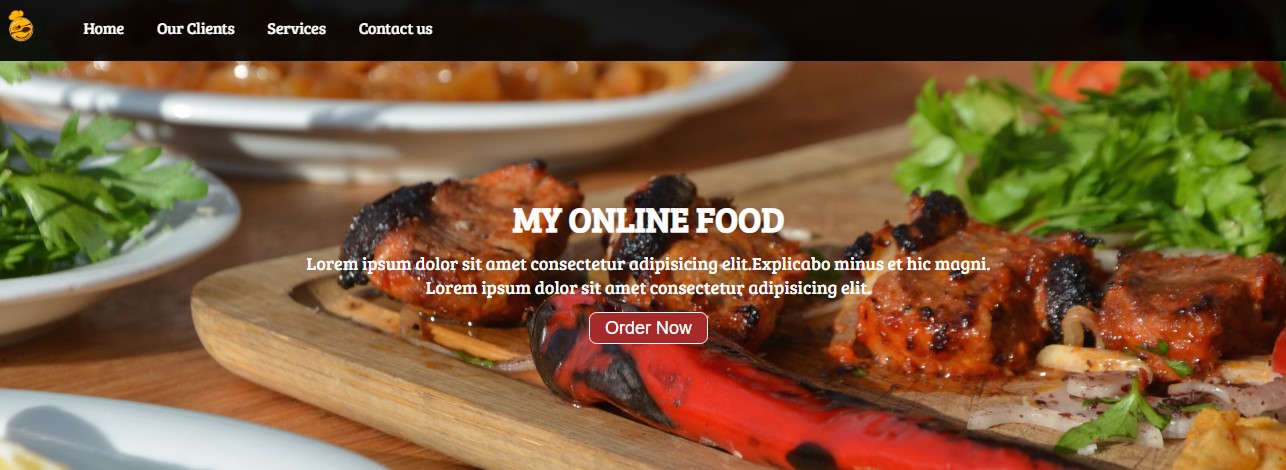 Home Our Clients Services Contact us
MY ONLINE FOOD
Lorem ipsum dolor sit amet consectetur adipisicing elit.Explicabo minus et hic magni.
Lorem ipsum dolor sit amet consectetur adipisicing elit.
Order Now